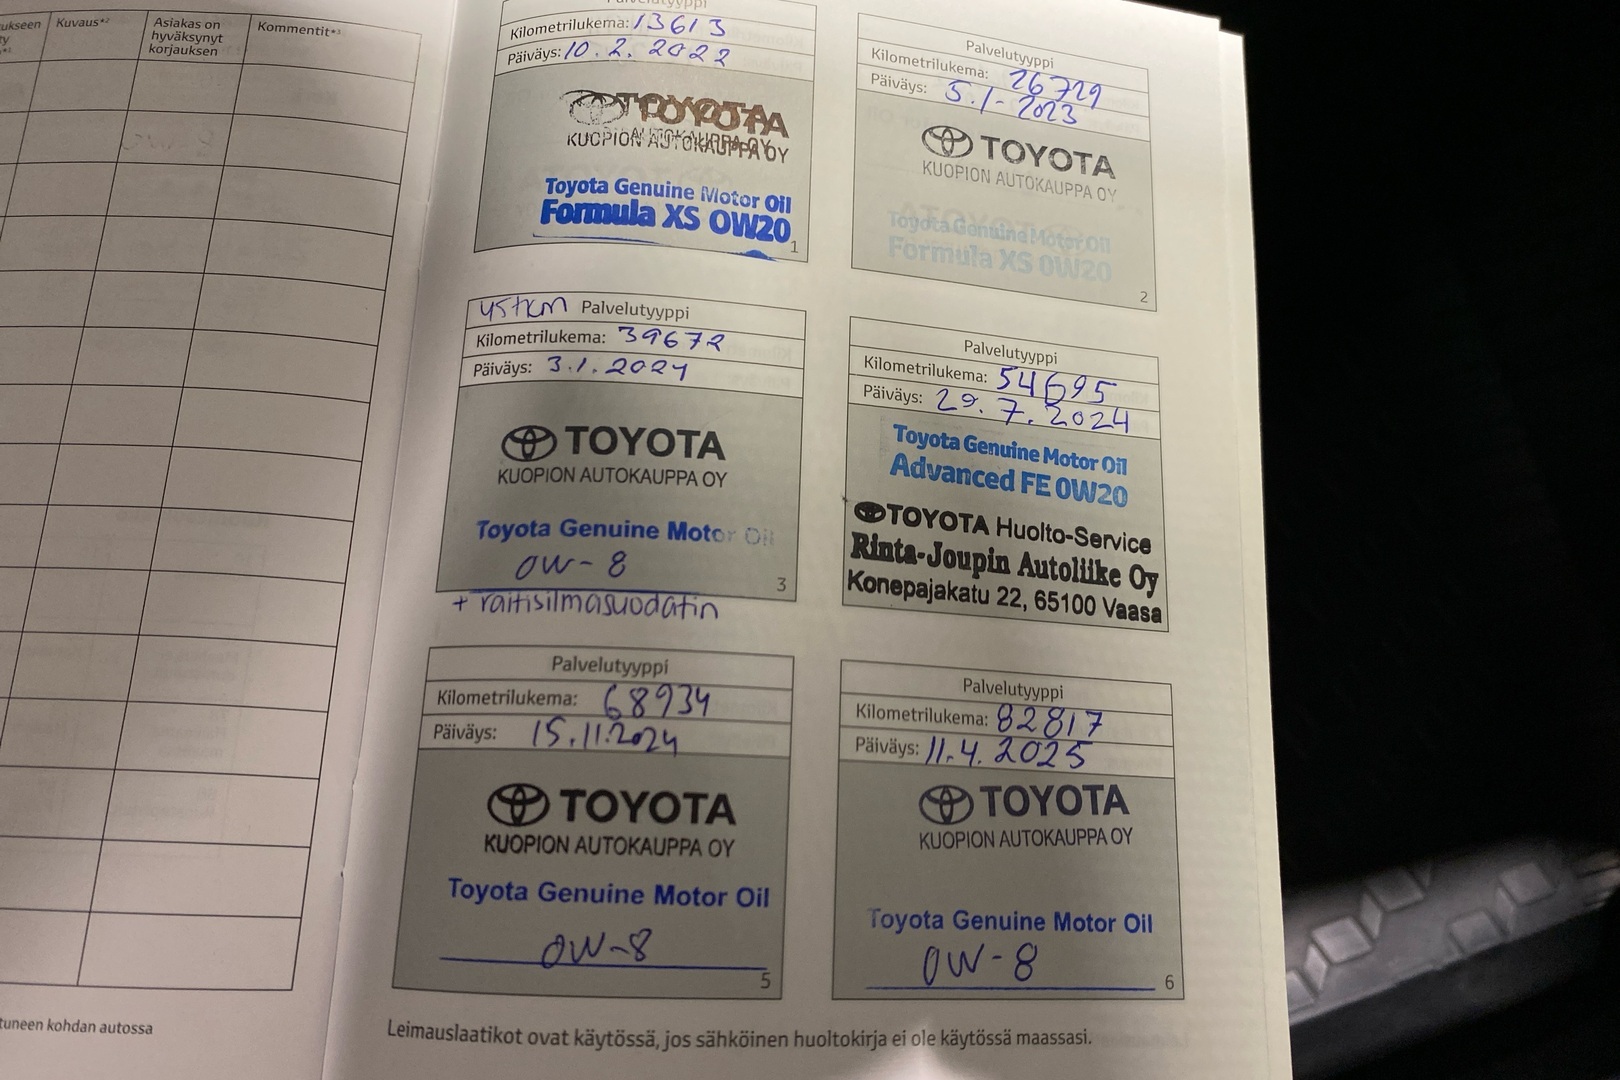 Kuvaus*²
Asiakas on
hyväksynyt
korjauksen
Kommentit*³
Kilometrilukema: 13613
Päiväys: 10.2.2022
TOYOTA
KUOPION AUTOKAUPPA OY
Toyota Genuine Motor Oil
Formula XS 0W20
1
Palvelutyyppi
Kilometrilukema: 26729
Päiväys: 5.1-2023
TOYOTA
KUOPION AUTOKAUPPA OY
Toyota Genuine Motor Oil
Formula XS 0W20
2
45tkm Palvelutyyppi
Kilometrilukema: 39672
Päiväys: 3.1.2024
TOYOTA
KUOPION AUTOKAUPPA OY
Toyota Genuine Motor Oil
0W-8
3
+ raitisilmasuodatin
Palvelutyyppi
Kilometrilukema: 54695
Päiväys: 29.7.2024
Toyota Genuine Motor Oil
Advanced FE 0W20
TOYOTA Huolto-Service
Rinta-Joupin Autoliike Oy
Konepajakatu 22, 65100 Vaasa
Palvelutyyppi
Kilometrilukema: 68934
Päiväys: 15.11.2024
TOYOTA
KUOPION AUTOKAUPPA OY
Toyota Genuine Motor Oil
0W-8
5
Palvelutyyppi
Kilometrilukema: 82817
Päiväys: 11.4.2025
TOYOTA
KUOPION AUTOKAUPPA OY
Toyota Genuine Motor Oil
0W-8
6
kohdan autossa
Leimauslaatikot ovat käytössä, jos sähköinen huoltokirja ei ole käytössä maassasi.